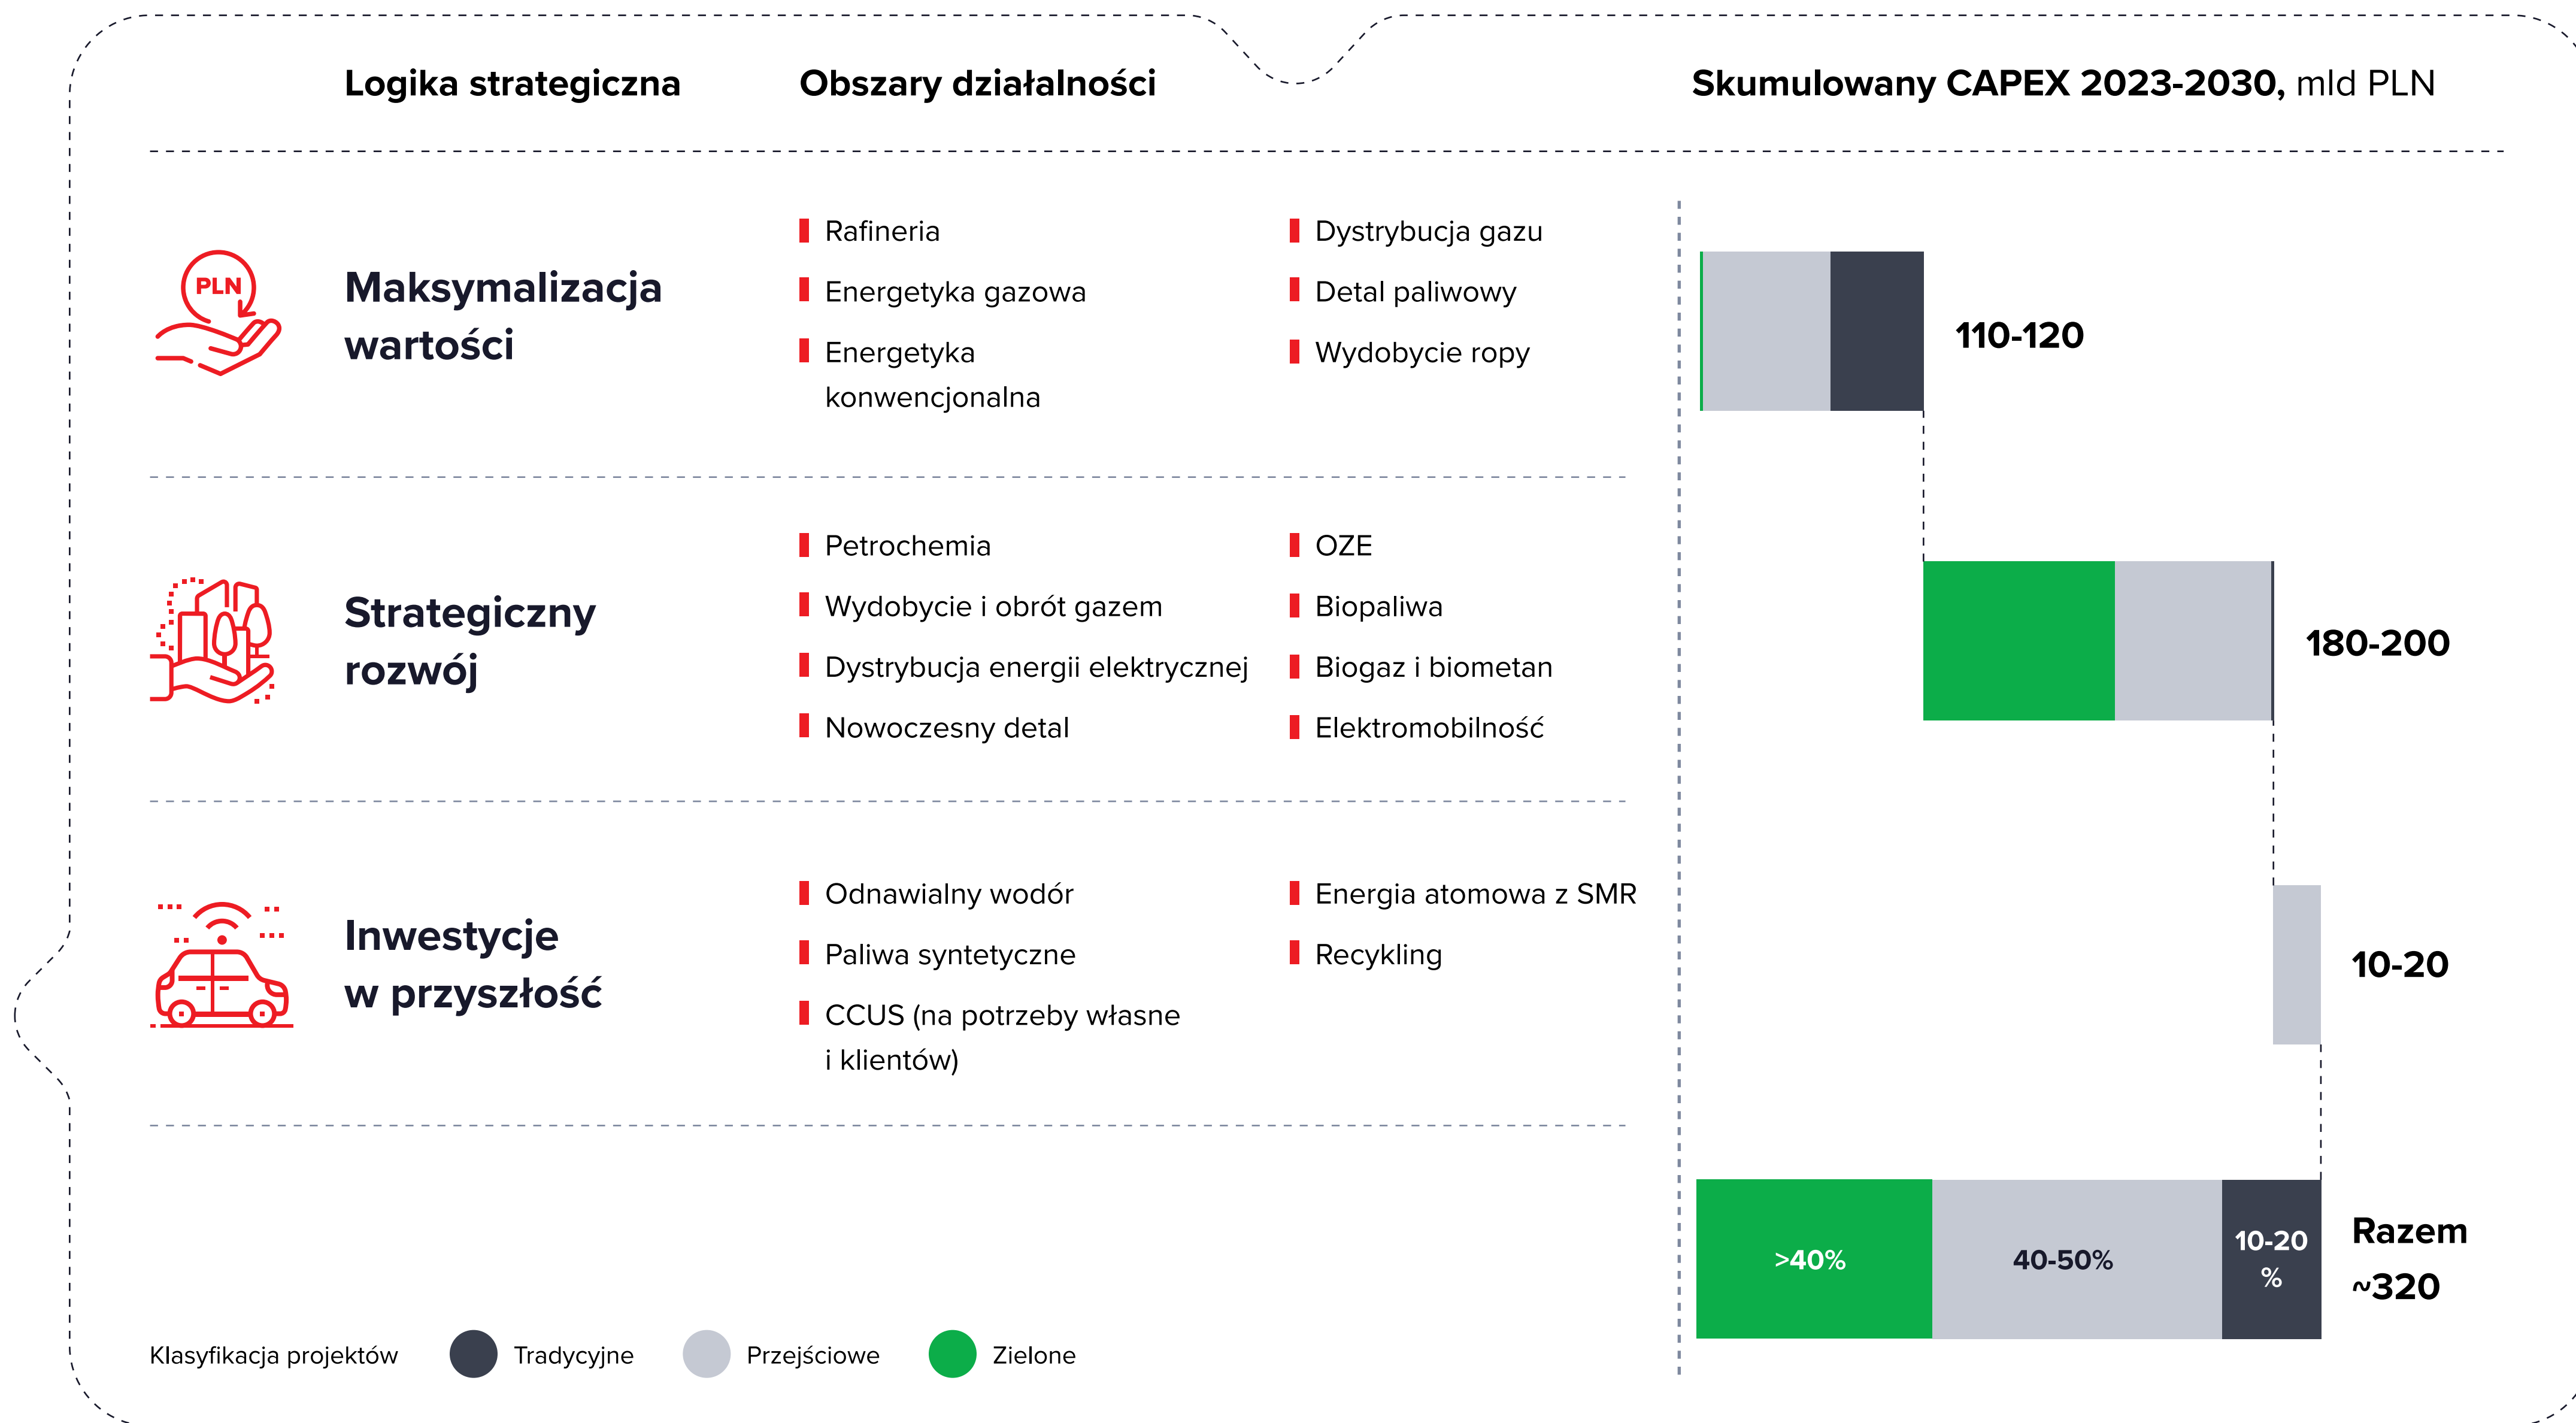 Logika strategiczna
Obszary działalności
Skumulowany CAPEX 2023-2030, mld PLN
PLN
Maksymalizacja
wartości
Rafineria
Energetyka gazowa
Energetyka
konwencjonalna
Dystrybucja gazu
Detal paliwowy
Wydobycie ropy
110-120
Strategiczny
rozwój
Petrochemia
Wydobycie i obrót gazem
Dystrybucja energii elektrycznej
Nowoczesny detal
OZE
Biopaliwa
Biogaz i biometan
Elektromobilność
180-200
Inwestycje
w przyszłość
Odnawialny wodór
Paliwa syntetyczne
CCUS (na potrzeby własne
i klientów)
Energia atomowa z SMR
Recykling
10-20
>40%
40-50%
10-20
%
Razem
~320
Klasyfikacja projektów
Tradycyjne
Przejściowe
Zielone